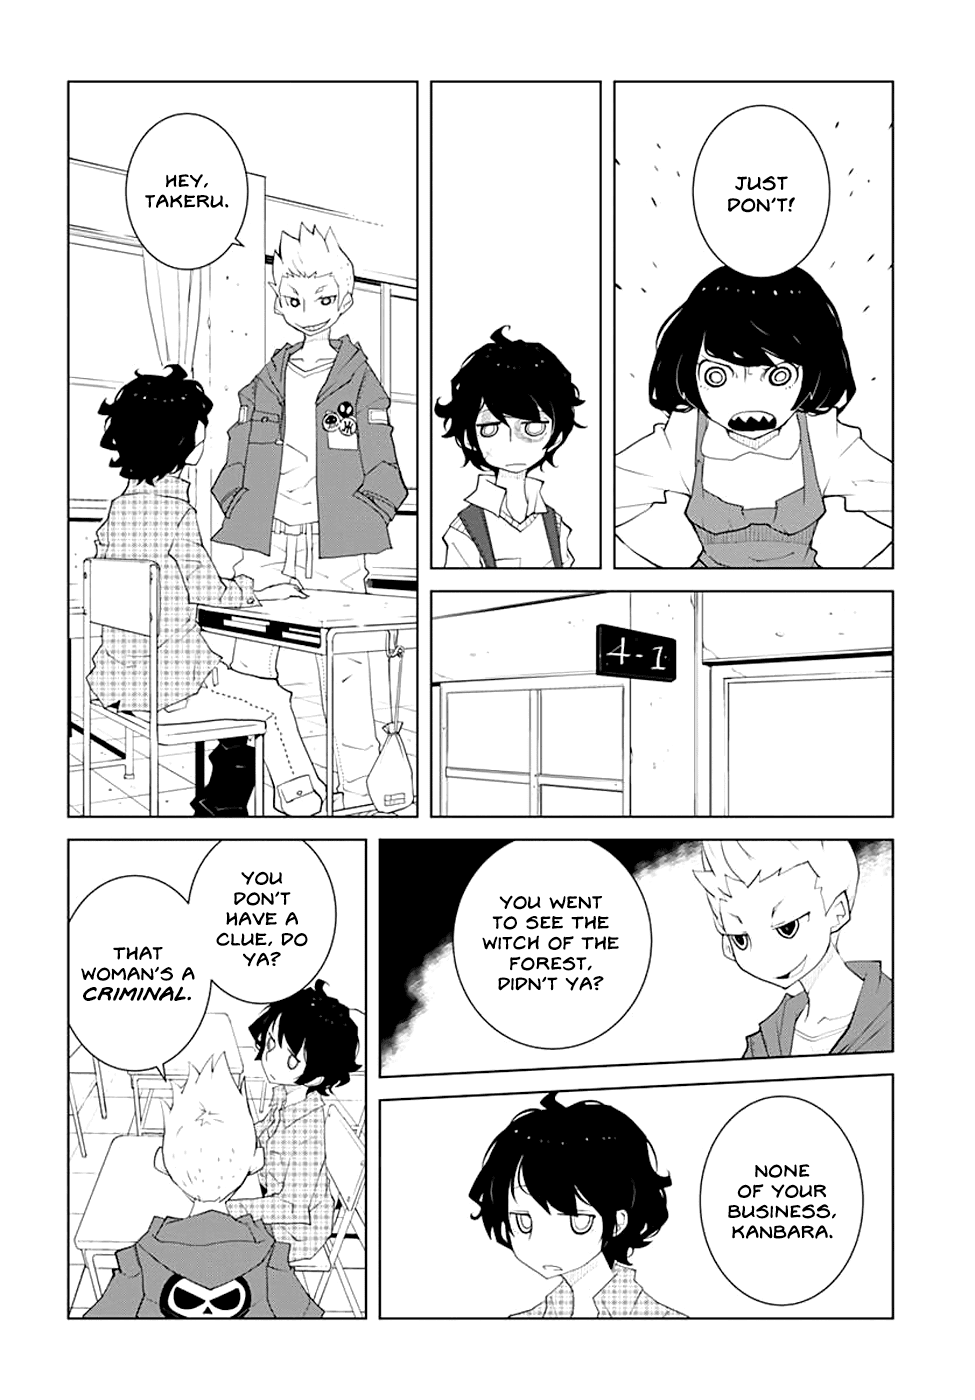 JUST
DON'T!
4-1
HEY,
TAKERU.
YOU WENT
TO SEE THE
WITCH OF THE
FOREST,
DIDN'T YA?
NONE
OF YOUR
BUSINESS,
KANBARA.
YOU
DON'T
HAVE A
CLUE, DO
YA?
THAT
WOMAN'S A
CRIMINAL.